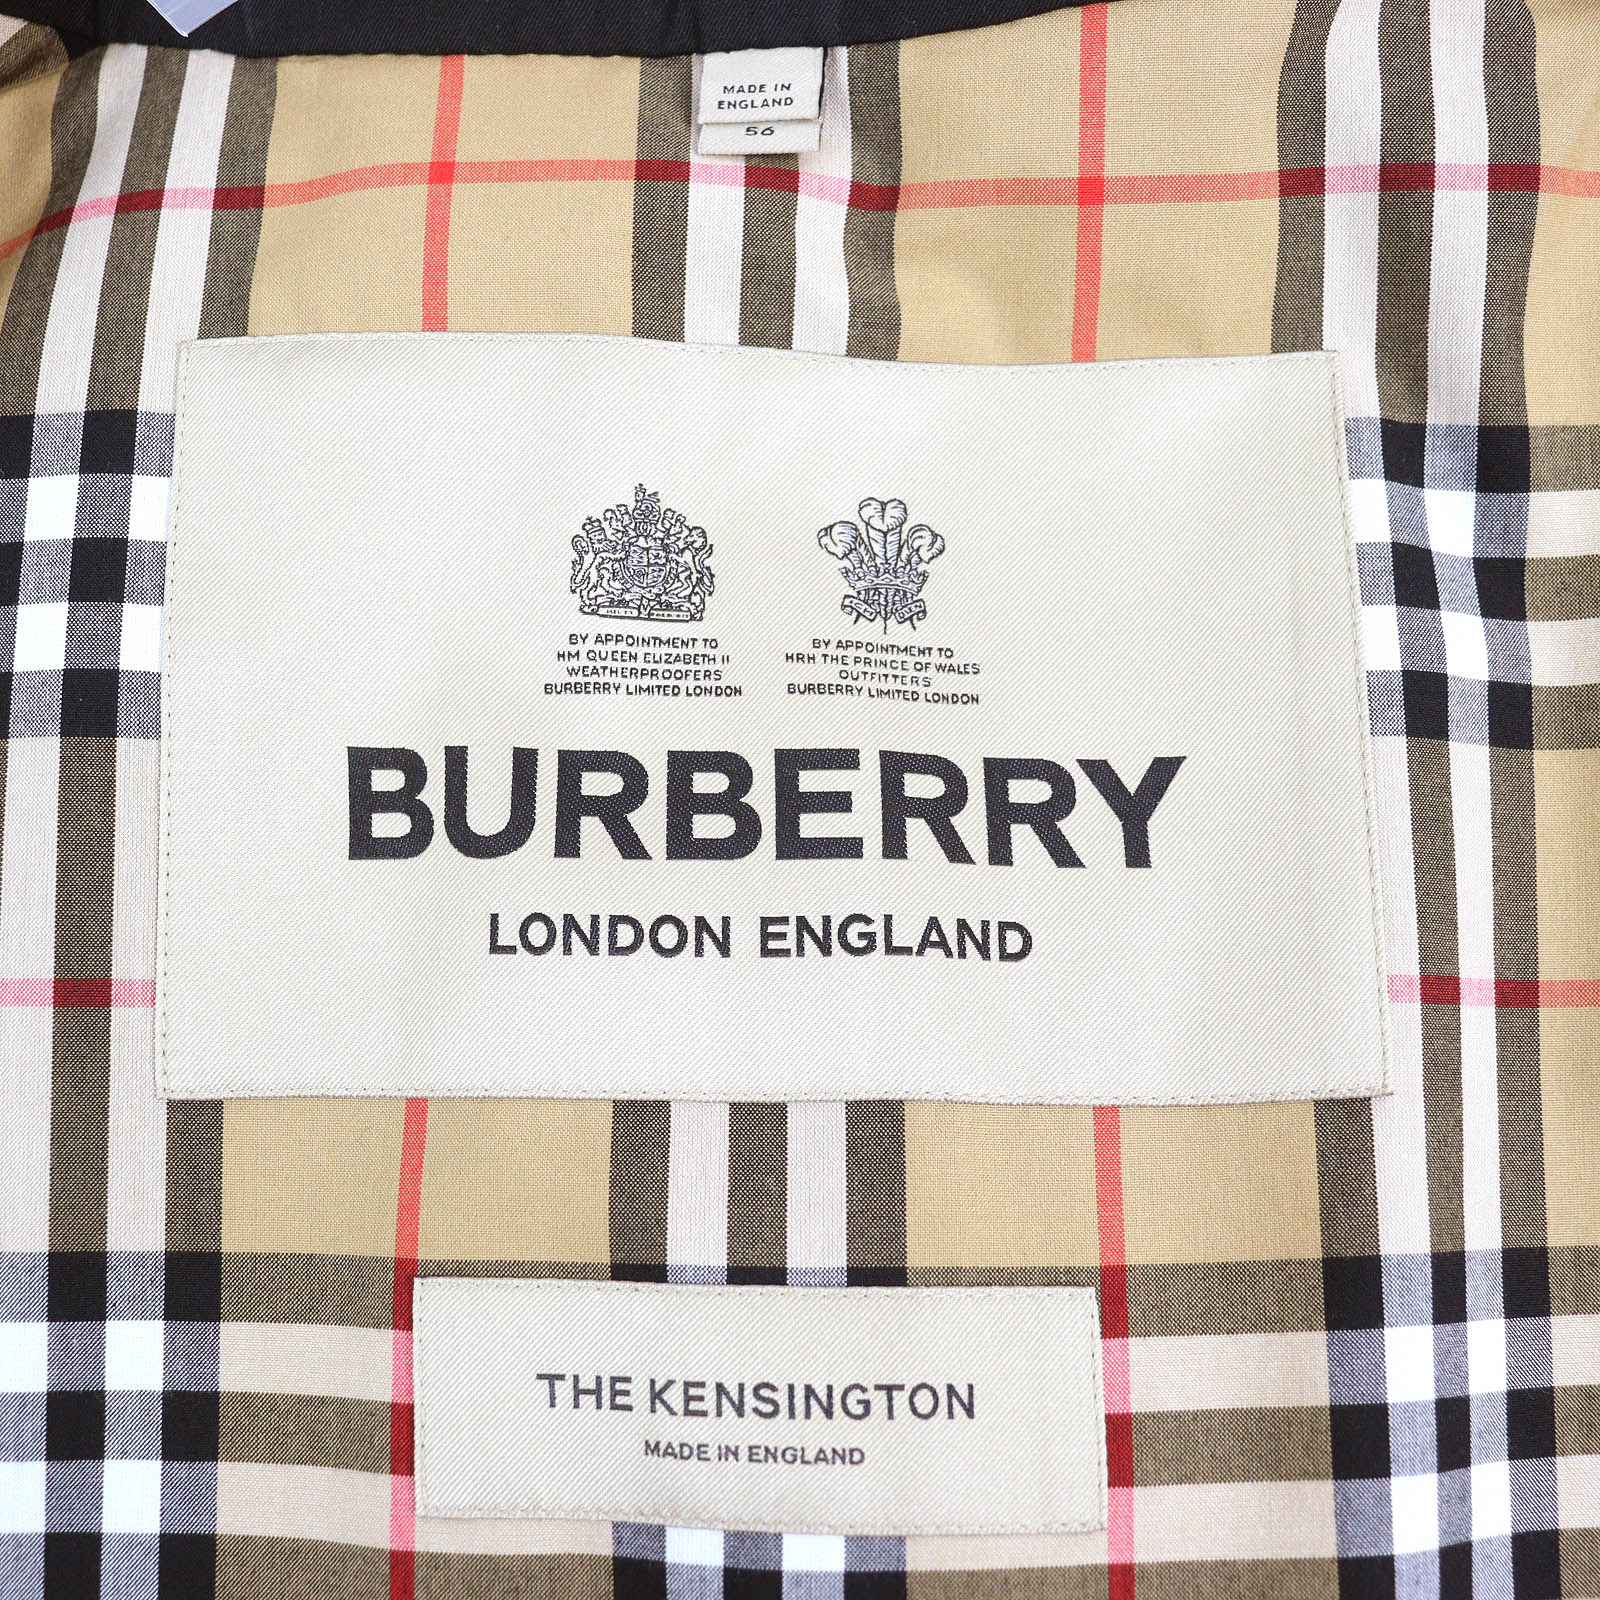 MADE IN
ENGLAND
56
BY APPOINTMENT TO
HM QUEEN ELIZABETH II
WEATHERPROOFERS
BURBERRY LIMITED LONDON
BY APPOINTMENT TO
HRH THE PRINCE OF WALES
OUTFITTERS
BURBERRY LIMITED LONDON
BURBERRY
LONDON ENGLAND
THE KENSINGTON
MADE IN ENGLAND